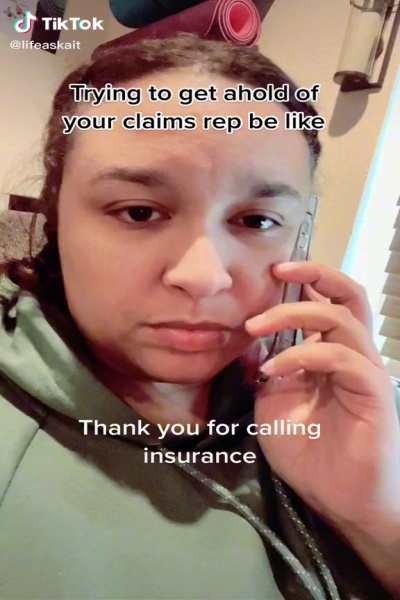 TikTok
@lifeaskait
Trying to get ahold of
your claims rep be like
Thank you for calling
insurance